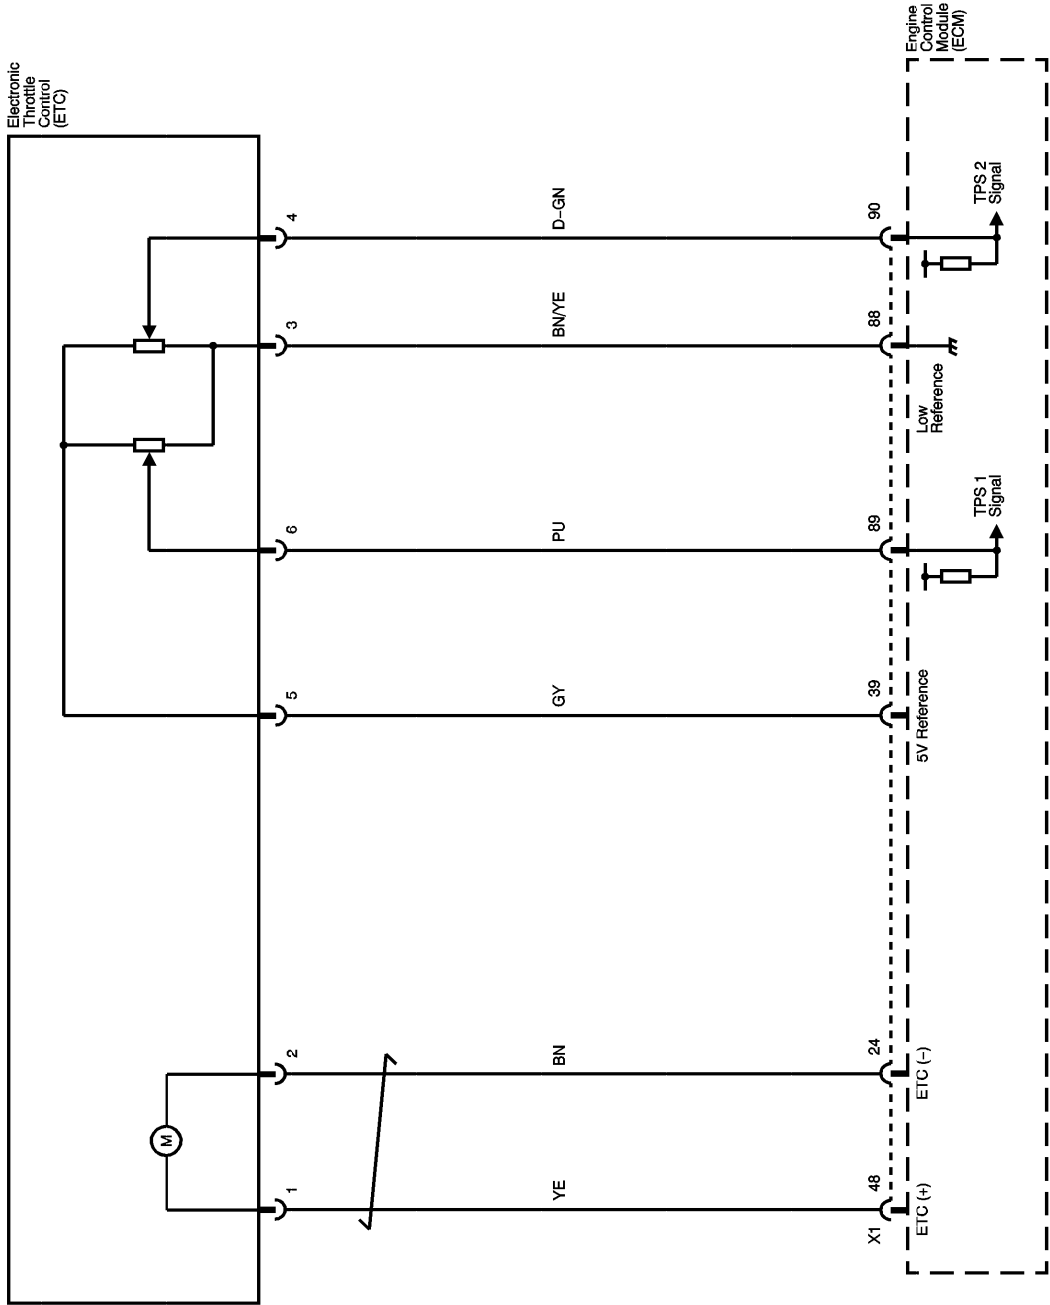 Electronic
Throttle
Control
(ETC)
Engine
Control
Module
(ECM)
4
D-GN
90
TPS 2
Signal
3
BN/YE
88
Low
Reference
6
PU
89
TPS 1
Signal
5
GY
39
5V Reference
2
BN
24
ETC (-)
M
1
YE
48
X1
ETC (+)